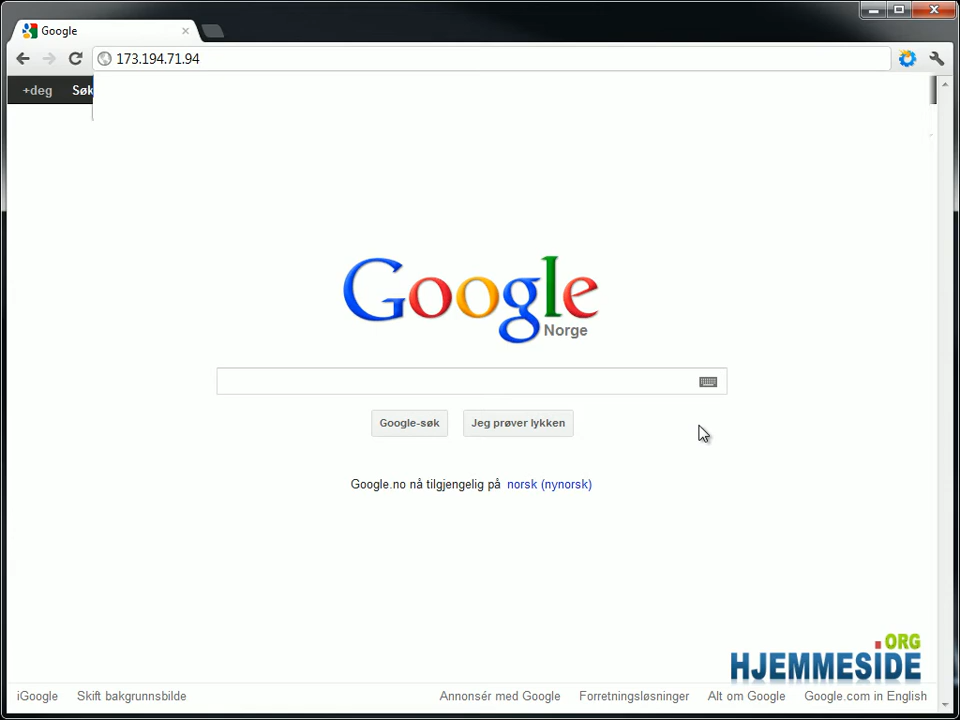 Google
173.194.71.94
+deg Søk
Google
Norge
Google-søk Jeg prøver lykken
Google.no nå tilgjengelig på norsk (nynorsk)
.ORG
HJEMMESIDE
iGoogle Skift bakgrunnsbilde Annonsér med Google Forretningsløsninger Alt om Google Google.com in English